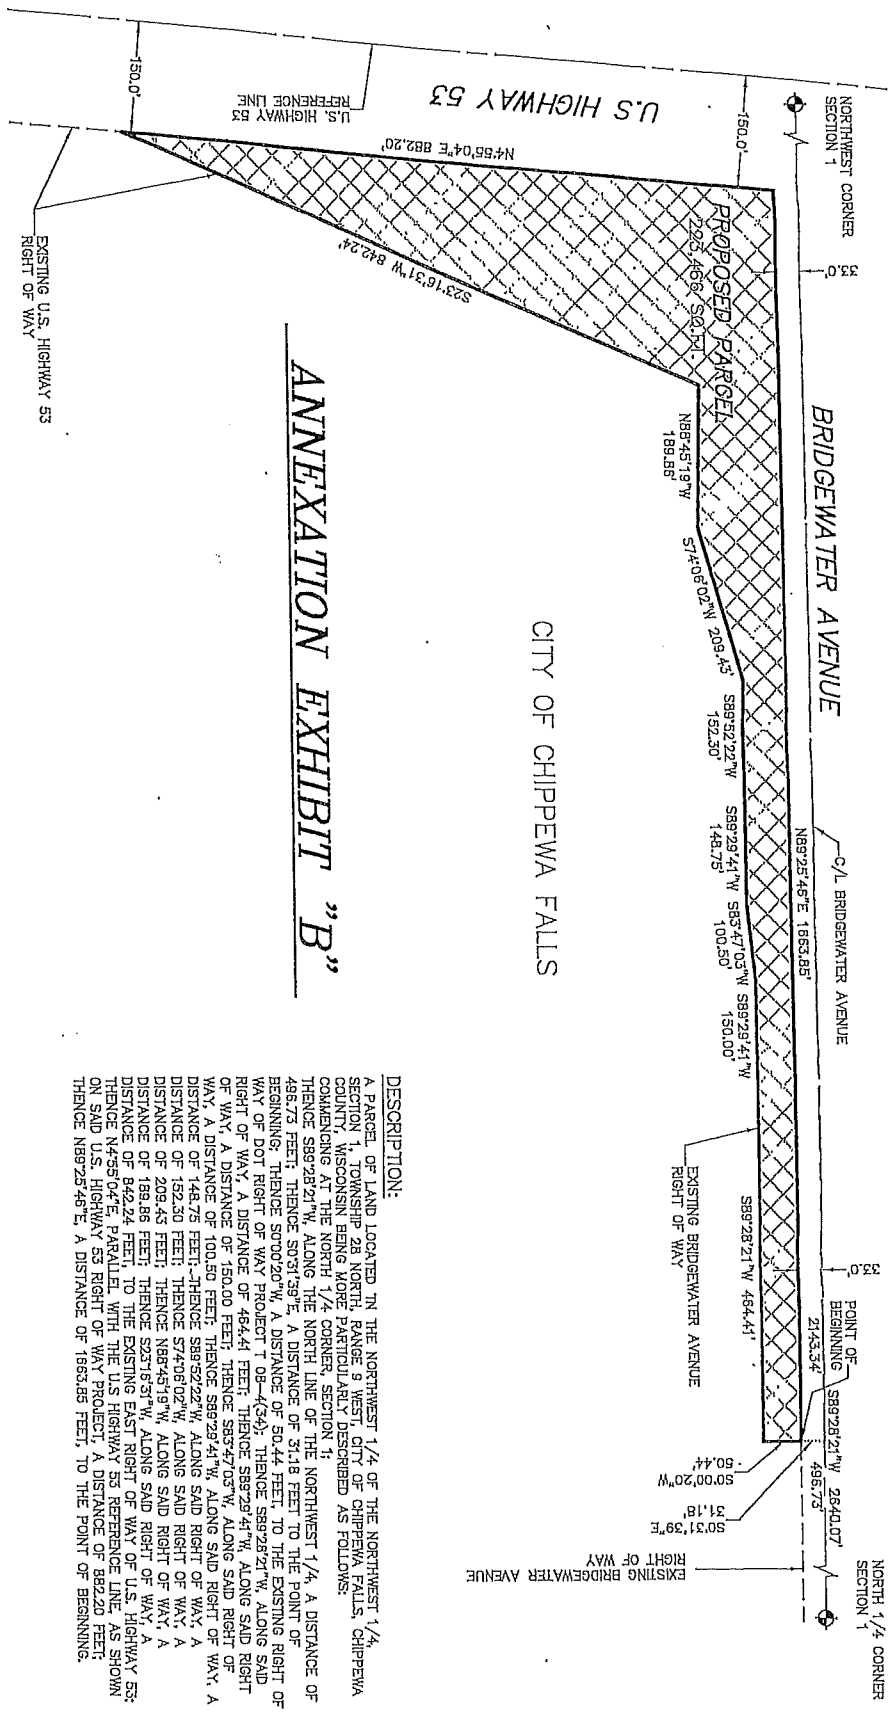 NORTHWEST CORNER
SECTION 1
33.0'
BRIDGEWATER AVENUE
C/L BRIDGEWATER AVENUE
N89°25'46"E 1663.85'
33.0'
POINT OF
BEGINNING
2143.34'
S89°28'21"W 2640.07'
496.73'
NORTH 1/4 CORNER
SECTION 1
150.0'
U.S HIGHWAY 53
U.S. HIGHWAY 53
REFERENCE LINE
150.0'
N4°55'04"E 882.20'
PROPOSED PARCEL
223,466 SQ.FT.
S23°16'31"W 842.24'
N88°45'19"W
189.86'
S74°06'02"W 209.43'
S89°52'22"W
152.30'
S89°29'41"W
148.75'
S83°47'03"W
100.50'
S89°29'41"W
150.00'
S89°28'21"W 464.41'
EXISTING BRIDGEWATER AVENUE
RIGHT OF WAY
S0°00'20"W
50.44'
S0°31'39"E
31.18'
EXISTING BRIDGEWATER AVENUE
RIGHT OF WAY
EXISTING U.S. HIGHWAY 53
RIGHT OF WAY
CITY OF CHIPPEWA FALLS
ANNEXATION EXHIBIT "B"
DESCRIPTION:
A PARCEL OF LAND LOCATED IN THE NORTHWEST 1/4 OF THE NORTHWEST 1/4,
SECTION 1, TOWNSHIP 28 NORTH, RANGE 9 WEST, CITY OF CHIPPEWA FALLS, CHIPPEWA
COUNTY, WISCONSIN BEING MORE PARTICULARLY DESCRIBED AS FOLLOWS:
COMMENCING AT THE NORTH 1/4 CORNER, SECTION 1;
THENCE S89°28'21"W, ALONG THE NORTH LINE OF THE NORTHWEST 1/4, A DISTANCE OF
496.73 FEET; THENCE S0°31'39"E, A DISTANCE OF 31.18 FEET TO THE POINT OF
BEGINNING; THENCE S0°00'20"W, A DISTANCE OF 50.44 FEET, TO THE EXISTING RIGHT OF
WAY OF DOT RIGHT OF WAY PROJECT T 08-4(34); THENCE S89°28'21"W, ALONG SAID
RIGHT OF WAY, A DISTANCE OF 464.41 FEET; THENCE S89°29'41"W, ALONG SAID RIGHT
OF WAY, A DISTANCE OF 150.00 FEET; THENCE S83°47'03"W, ALONG SAID RIGHT OF
WAY, A DISTANCE OF 100.50 FEET; THENCE S89°29'41"W, ALONG SAID RIGHT OF WAY, A
DISTANCE OF 148.75 FEET; THENCE S89°52'22"W, ALONG SAID RIGHT OF WAY, A
DISTANCE OF 152.30 FEET; THENCE S74°06'02"W, ALONG SAID RIGHT OF WAY, A
DISTANCE OF 209.43 FEET; THENCE N88°45'19"W, ALONG SAID RIGHT OF WAY, A
DISTANCE OF 189.86 FEET; THENCE S23°16'31"W, ALONG SAID RIGHT OF WAY, A
DISTANCE OF 842.24 FEET, TO THE EXISTING EAST RIGHT OF WAY OF U.S. HIGHWAY 53;
THENCE N4°55'04"E, PARALLEL WITH THE U.S HIGHWAY 53 REFERENCE LINE, AS SHOWN
ON SAID U.S. HIGHWAY 53 RIGHT OF WAY PROJECT, A DISTANCE OF 882.20 FEET;
THENCE N89°25'46"E, A DISTANCE OF 1663.85 FEET, TO THE POINT OF BEGINNING.